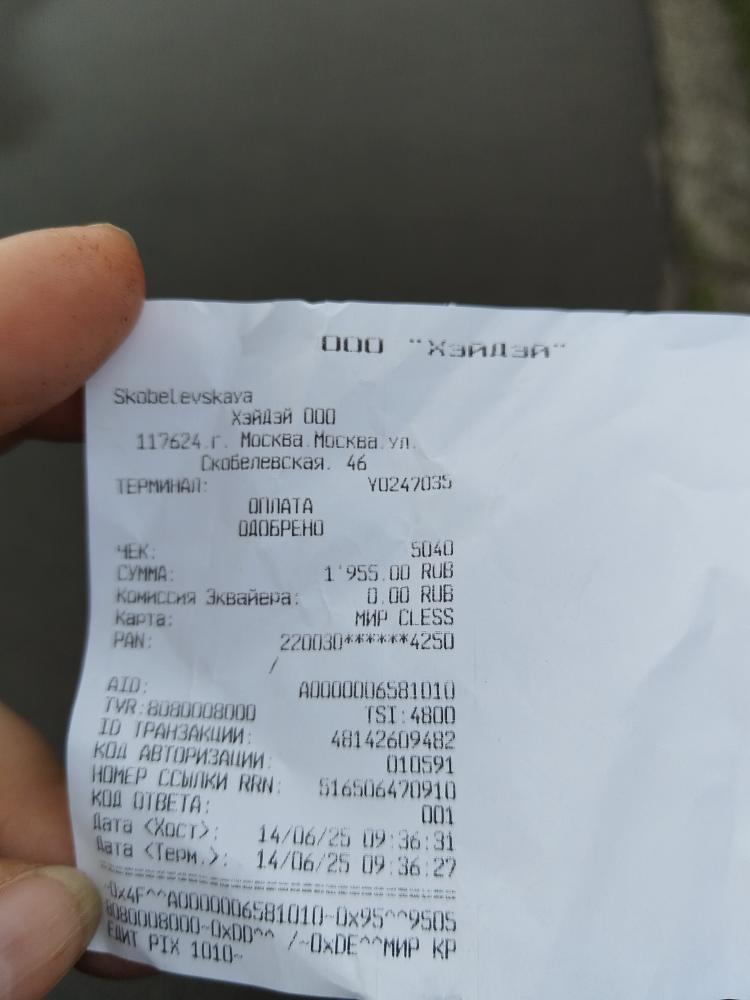 ООО "Хэйдэй"
Skobelevskaya
Хэйдэй ООО
117624.г. Москва.Москва.ул.
Скобелевская. 46
ТЕРМИНАЛ: Y0247035
ОПЛАТА
ОДОБРЕНО
ЧЕК: 5040
СУММА: 1'955.00 RUB
Комиссия Эквайера: 0.00 RUB
Карта: МИР CLESS
PAN: 220030******4250
/
AID: A0000006581010
TVR:8080008000 TSI:4800
ID ТРАНЗАКЦИИ: 48142609482
КОД АВТОРИЗАЦИИ: 010591
НОМЕР ССЫЛКИ RRN: 516506470910
КОД ОТВЕТА: 001
Дата <Хост>: 14/06/25 09:36:31
Дата <Терм.>: 14/06/25 09:36:27
~0x4F^^A0000006581010~0x95^^9505
8080008000~0xDD^^ /~0xDE^^МИР КР
ЕДИТ PIX 1010~